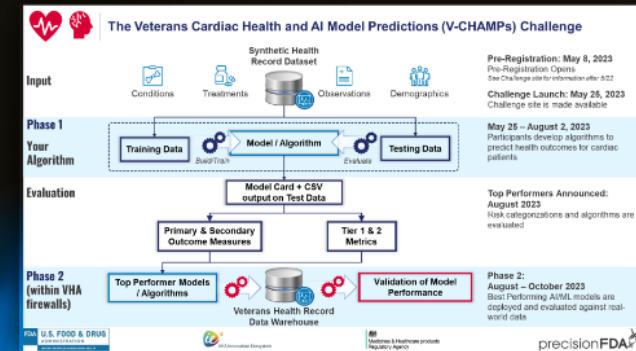 The Veterans Cardiac Health and AI Model Predictions (V-CHAMPs) Challenge
Synthetic Health
Record Dataset
Input
Conditions
Treatments
Observations
Demographics
Pre-Registration: May 8, 2023
Pre-Registration Opens
See Challenge site for information after 5/22
Challenge Launch: May 25, 2023
Challenge site is made available
Phase 1
Your
Algorithm
Training Data
Build/Train
Model / Algorithm
Evaluate
Testing Data
May 25 – August 2, 2023
Participants develop algorithms to
predict health outcomes for cardiac
patients
Evaluation
Model Card + CSV
output on Test Data
Primary & Secondary
Outcome Measures
Tier 1 & 2
Metrics
Top Performers Announced:
August 2023
Risk categorizations and algorithms are
evaluated
Phase 2
(within VHA
firewalls)
Top Performer Models
/ Algorithms
Veterans Health Record
Data Warehouse
Validation of Model
Performance
Phase 2:
August – October 2023
Best Performing AI/ML models are
deployed and evaluated against real-
world data
FDA U.S. FOOD & DRUG
ADMINISTRATION
VHA Innovation Ecosystem
Medicines & Healthcare products
Regulatory Agency
precisionFDA